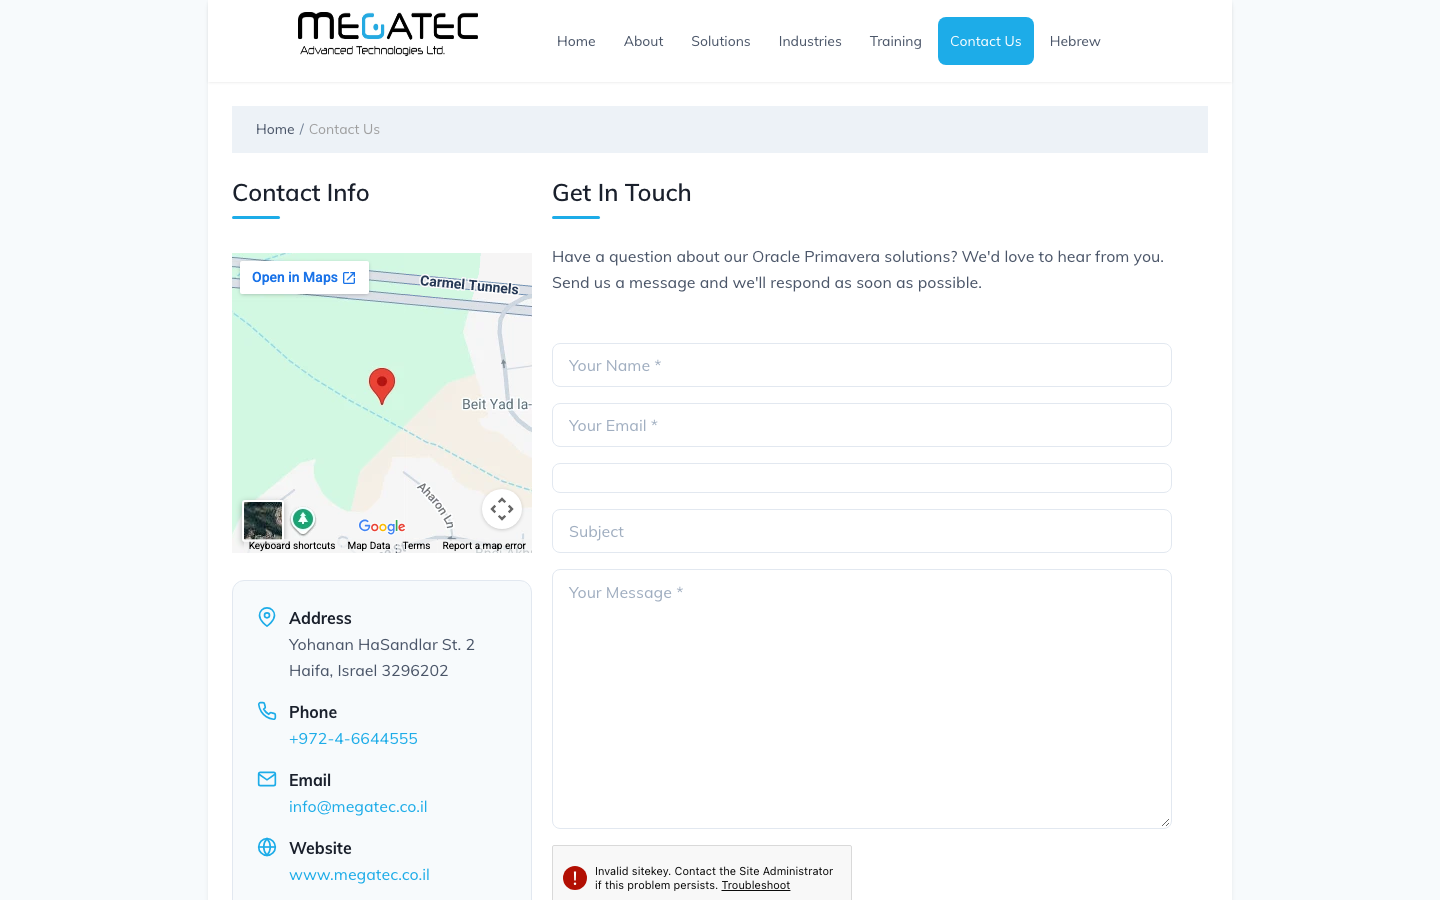 MEGATEC
Advanced Technologies Ltd.
Home
About
Solutions
Industries
Training
Contact Us
Hebrew
Home / Contact Us
Contact Info
Open in Maps
Carmel Tunnels
Beit Yad la-
Aharon Ln
Google
Keyboard shortcuts
Map Data
Terms
Report a map error
Address
Yohanan HaSandlar St. 2
Haifa, Israel 3296202
Phone
+972-4-6644555
Email
info@megatec.co.il
Website
www.megatec.co.il
Get In Touch
Have a question about our Oracle Primavera solutions? We'd love to hear from you.
Send us a message and we'll respond as soon as possible.
Your Name *
Your Email *
Subject
Your Message *
Invalid sitekey. Contact the Site Administrator
if this problem persists. Troubleshoot